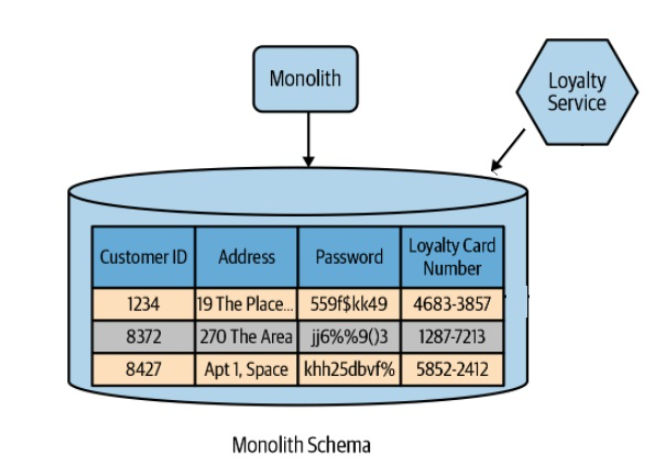 Monolith
Loyalty
Service
Customer ID Address Password Loyalty Card
Number
1234 19 The Place... 559f$kk49 4683-3857
8372 270 The Area jj6%%9()3 1287-7213
8427 Apt 1, Space khh25dbvf% 5852-2412
Monolith Schema